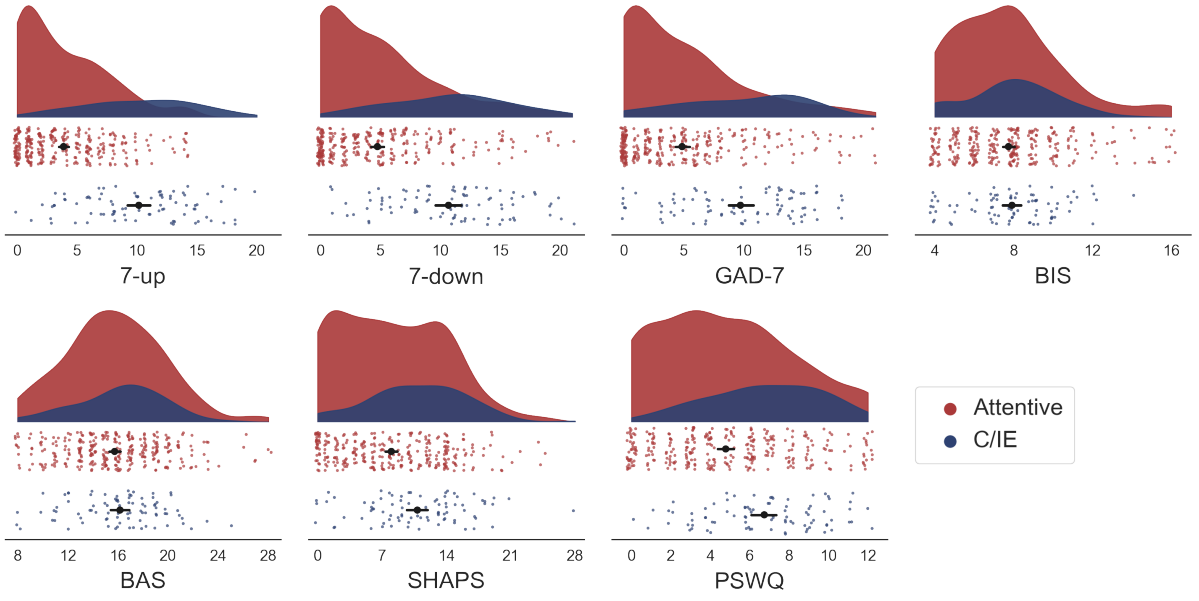 0 5 10 15 20
7-up
0 5 10 15 20
7-down
0 5 10 15 20
GAD-7
4 8 12 16
BIS
8 12 16 20 24 28
BAS
0 7 14 21 28
SHAPS
0 2 4 6 8 10 12
PSWQ
Attentive
C/IE